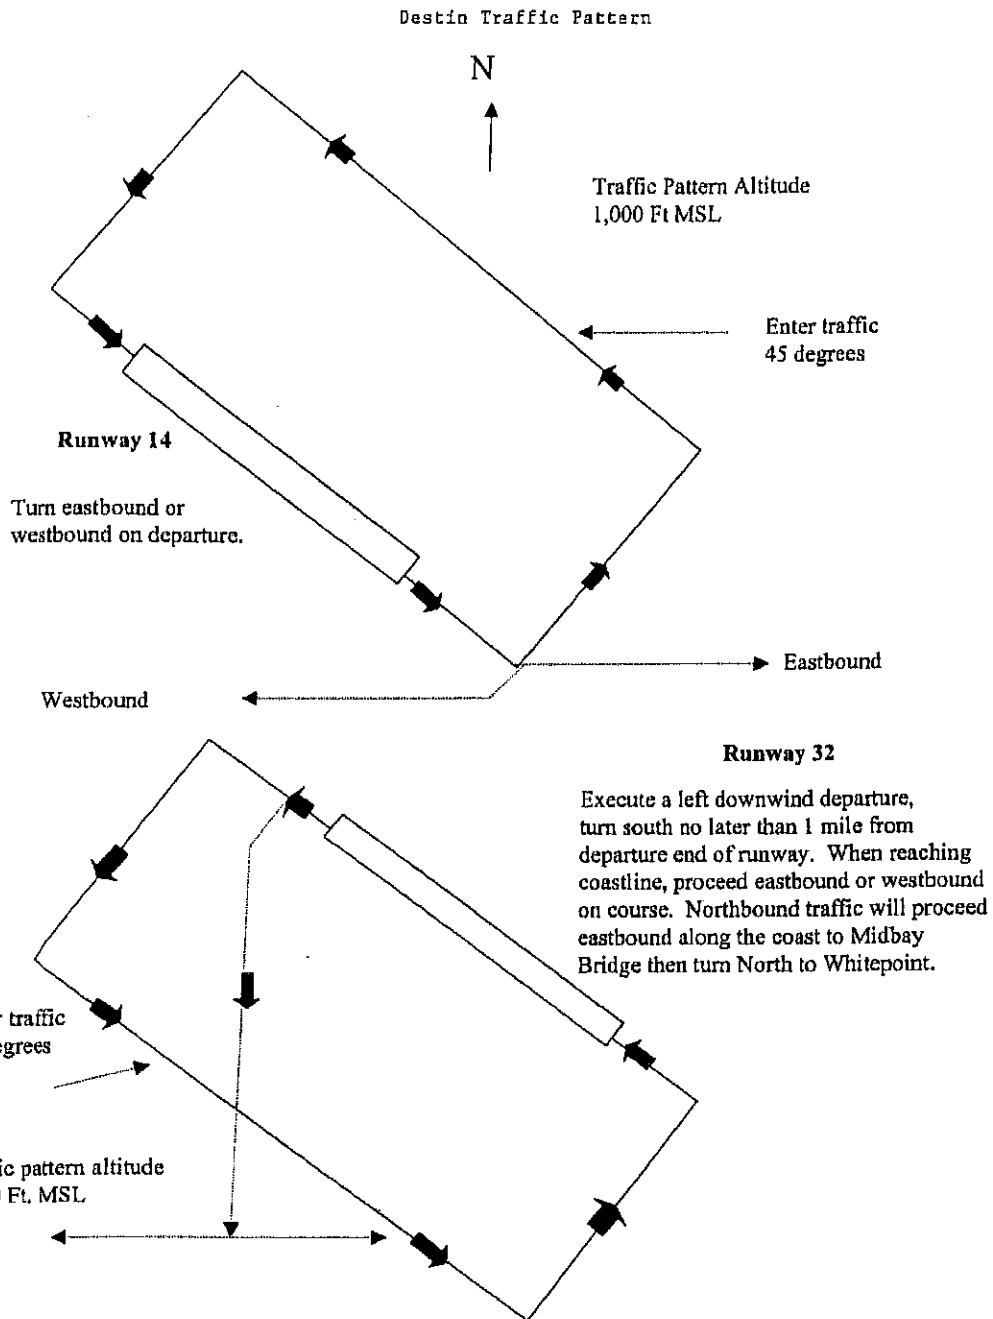 Destin Traffic Pattern
N
Traffic Pattern Altitude
1,000 Ft MSL
Enter traffic
45 degrees
Runway 14
Turn eastbound or
westbound on departure.
Eastbound
Westbound
Runway 32
Execute a left downwind departure,
turn south no later than 1 mile from
departure end of runway. When reaching
coastline, proceed eastbound or westbound
on course. Northbound traffic will proceed
eastbound along the coast to Midbay
Bridge then turn North to Whitepoint.
traffic
pattern altitude
Ft. MSL